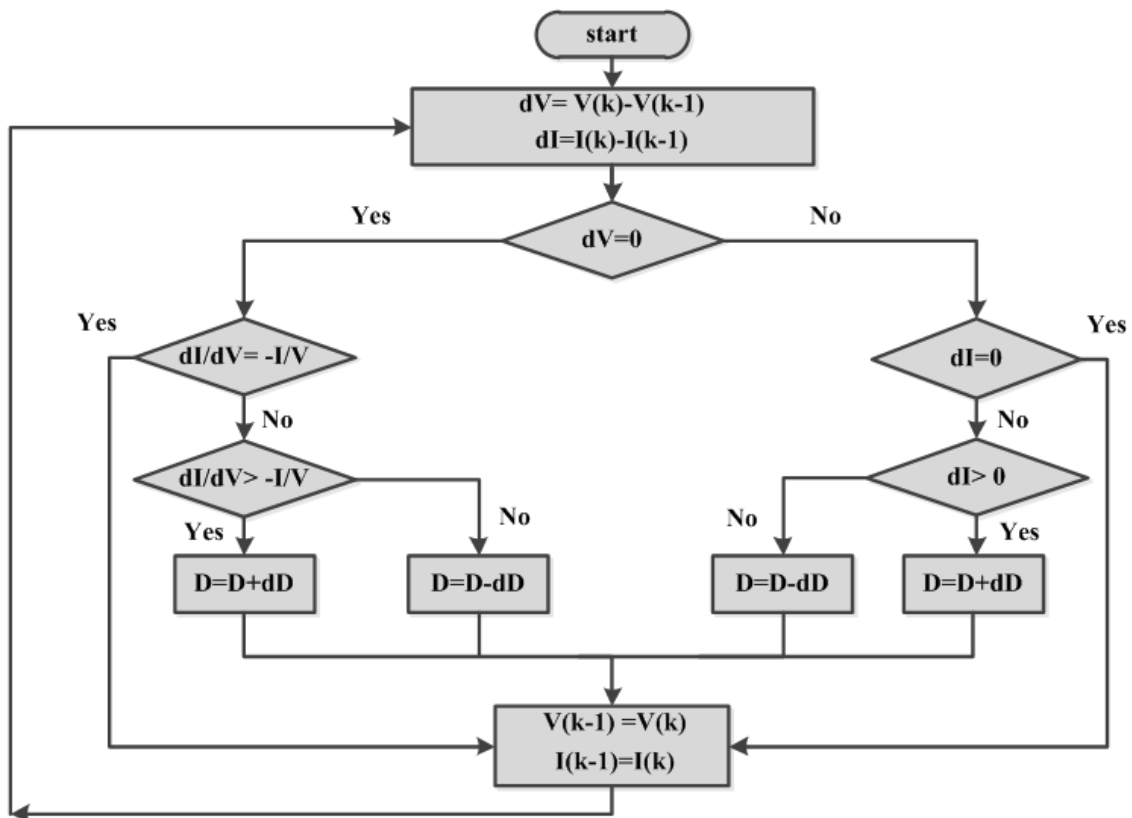 start
dV= V(k)-V(k-1)
dI=I(k)-I(k-1)
Yes
No
dV=0
Yes
Yes
dI/dV= -I/V
dI=0
No
No
dI/dV> -I/V
dI> 0
Yes
No
No
Yes
D=D+dD
D=D-dD
D=D-dD
D=D+dD
V(k-1) =V(k)
I(k-1)=I(k)